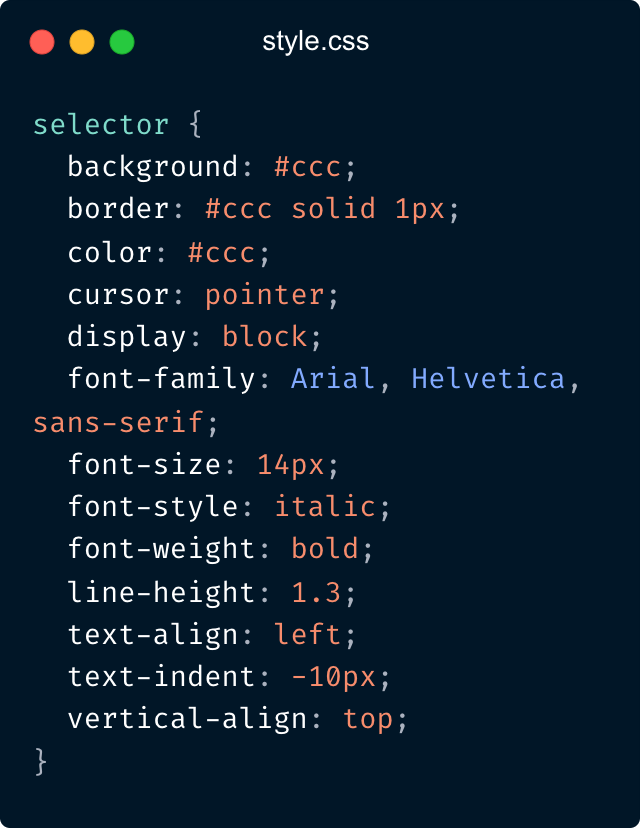 style.css
selector {
  background: #ccc;
  border: #ccc solid 1px;
  color: #ccc;
  cursor: pointer;
  display: block;
  font-family: Arial, Helvetica,
sans-serif;
  font-size: 14px;
  font-style: italic;
  font-weight: bold;
  line-height: 1.3;
  text-align: left;
  text-indent: -10px;
  vertical-align: top;
}